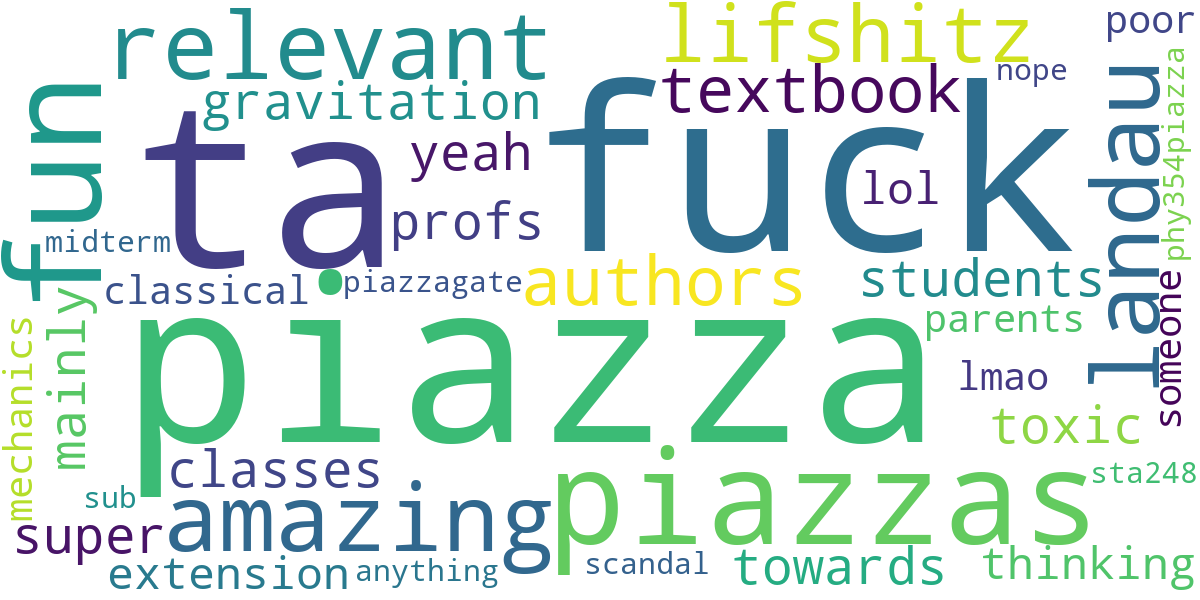 relevant
lifshitz
poor
gravitation
textbook
nope
fun
ta
fuck
yeah
lol
landau
phy354piazza
profs
midterm
classical
piazzagate
authors
students
someone
mainly
piazza
parents
mechanics
lmao
toxic
classes
piazzas
sta248
sub
amazing
super
extension
anything
scandal
towards
thinking